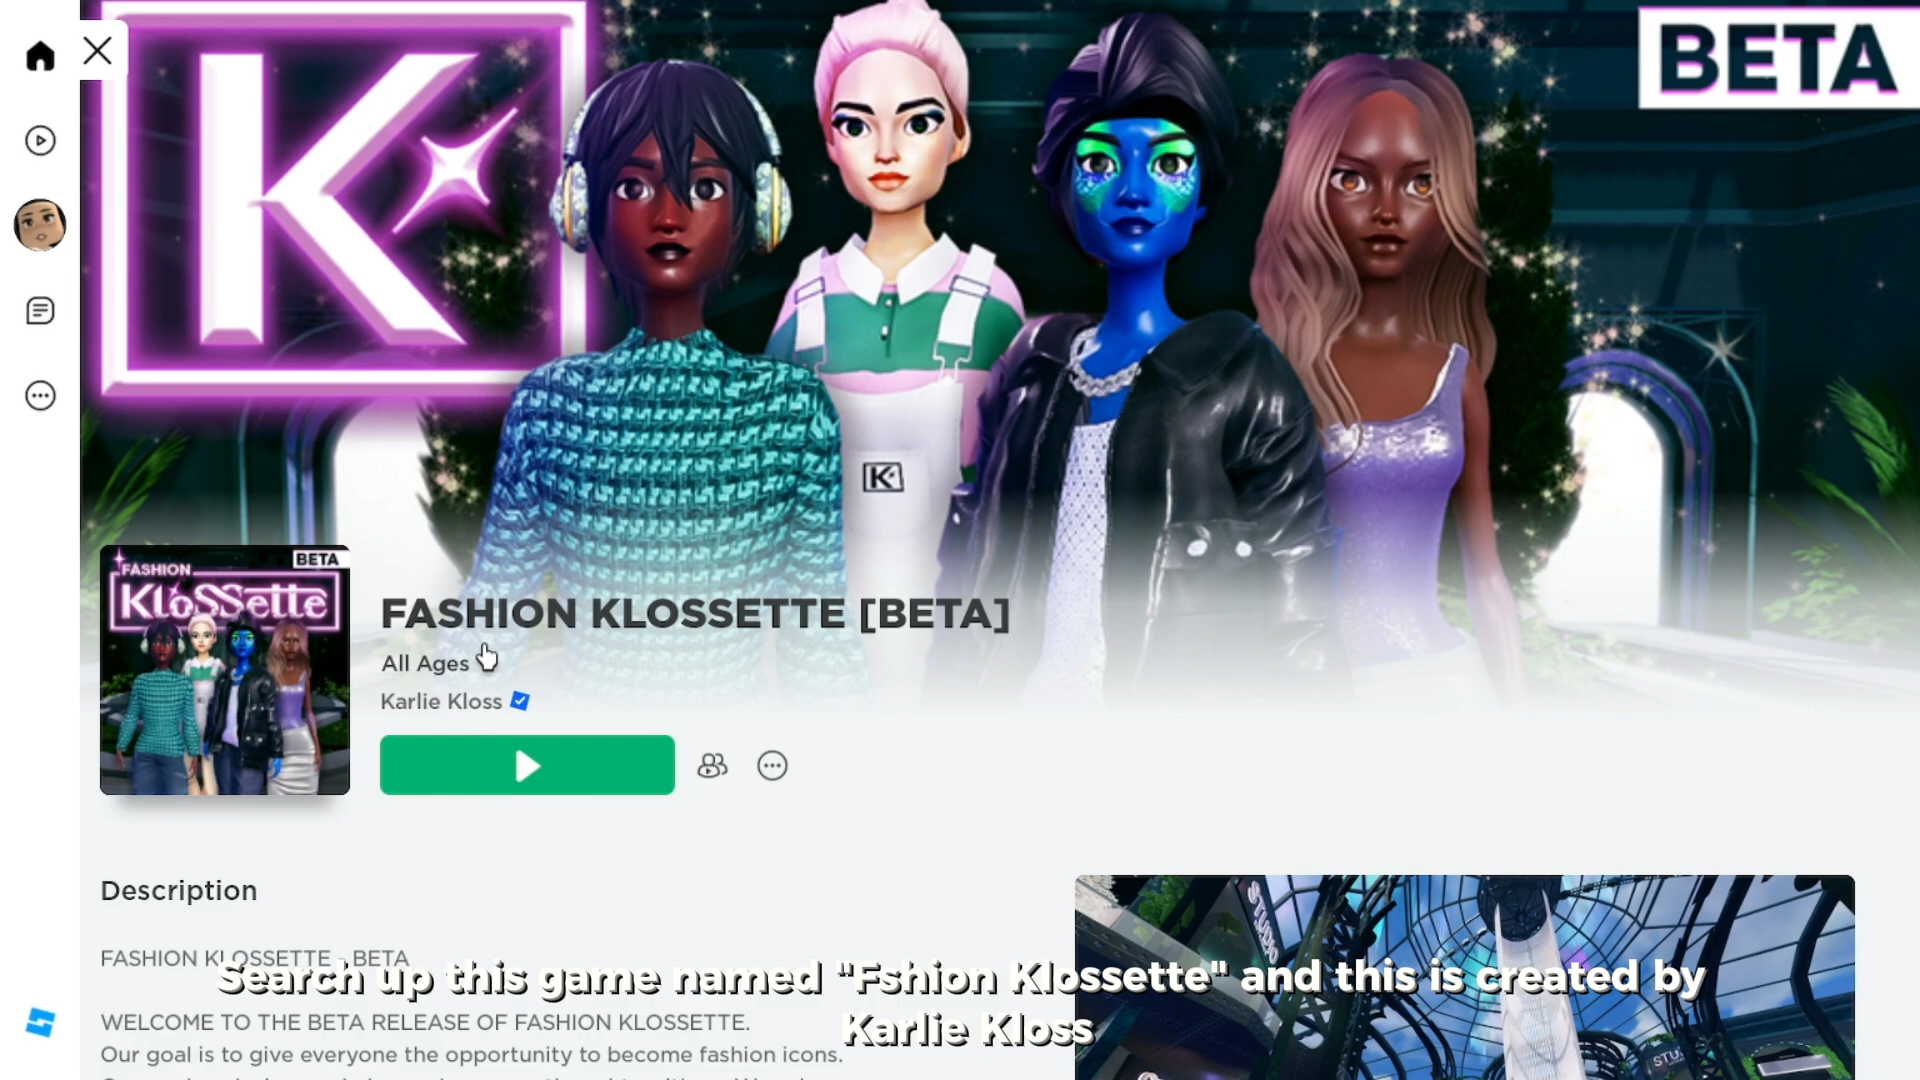 K
BETA
K
FASHION
BETA
KloSSette
FASHION KLOSSETTE [BETA]
All Ages
Karlie Kloss
Description
STUDIO
FASHION KLOSSETTE - BETA
Search up this game named "Fshion Klossette" and this is created by
Karlie Kloss
WELCOME TO THE BETA RELEASE OF FASHION KLOSSETTE.
Our goal is to give everyone the opportunity to become fashion icons.